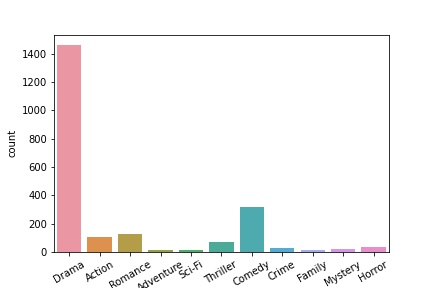 1400
1200
1000
800
600
400
200
0
count
Drama
Action
Romance
Adventure
Sci-Fi
Thriller
Comedy
Crime
Family
Mystery
Horror